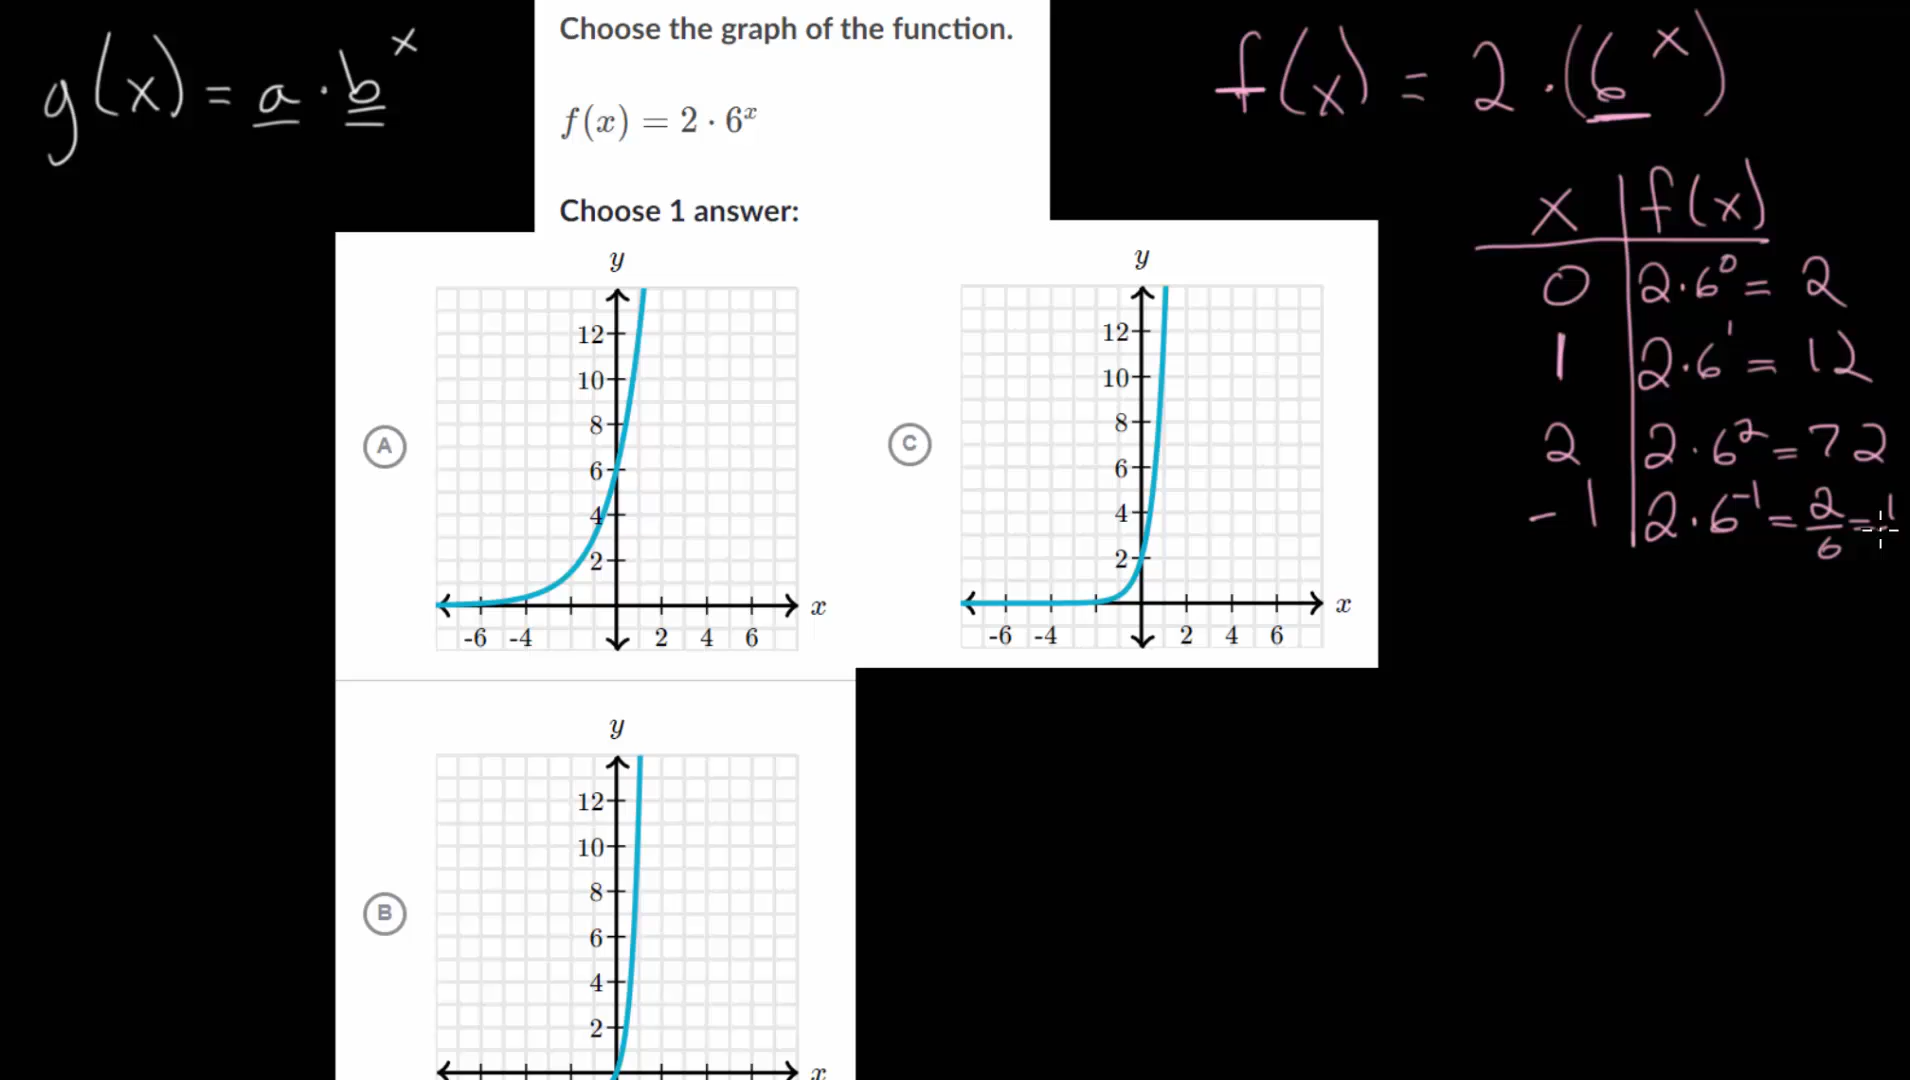 g(x) = a · b^x
Choose the graph of the function.
f(x) = 2 · 6^x
Choose 1 answer:
f(x) = 2 · (6^x)
x | f(x)
0 | 2·6^0 = 2
1 | 2·6^1 = 12
2 | 2·6^2 = 72
-1 | 2·6^-1 = 2/6 = 1
A
y
12
10
8
6
4
2
-6 -4 2 4 6 x
C
y
12
10
8
6
4
2
-6 -4 2 4 6 x
B
y
12
10
8
6
4
2
x